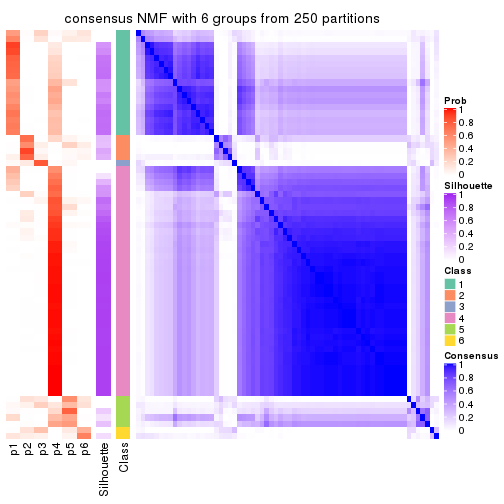 consensus NMF with 6 groups from 250 partitions
Prob
1
0.8
0.6
0.4
0.2
0
Silhouette
1
0.8
0.6
0.4
0.2
0
Class
1
2
3
4
5
6
Consensus
1
0.8
0.6
0.4
0.2
0
p1
p2
p3
p4
p5
p6
Silhouette
Class